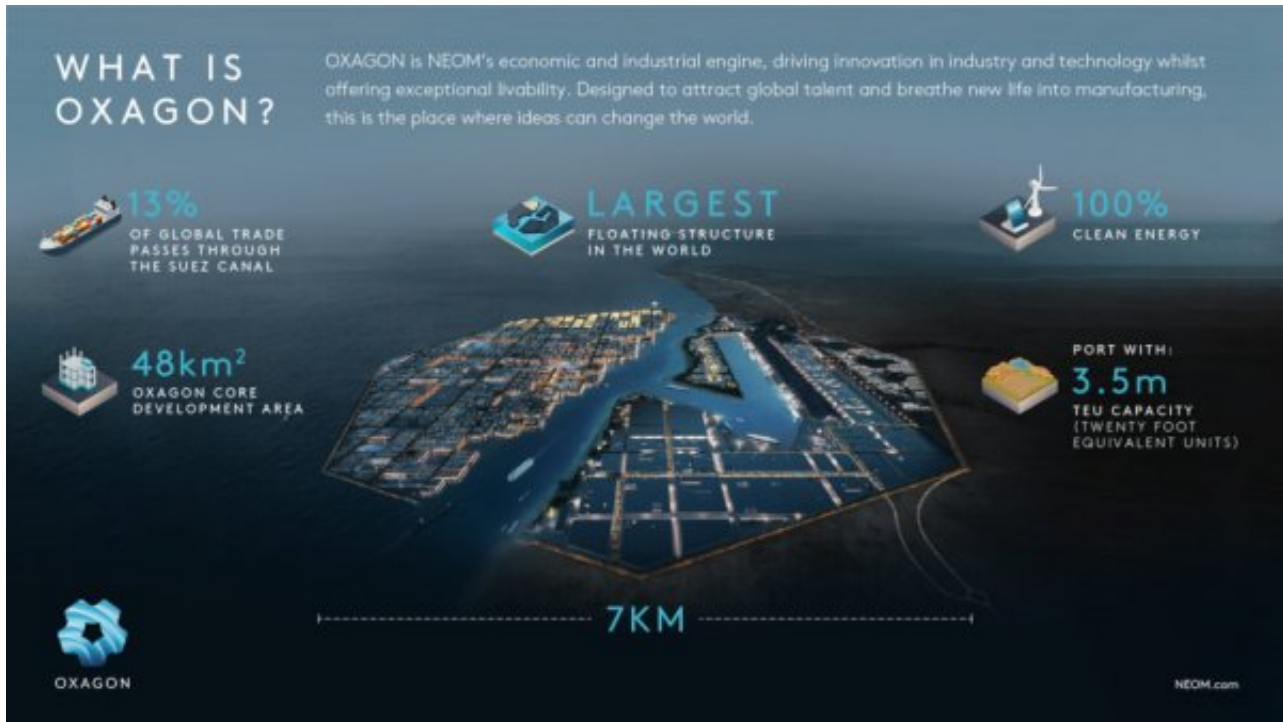 WHAT IS
OXAGON?
OXAGON is NEOM's economic and industrial engine, driving innovation in industry and technology whilst
offering exceptional livability. Designed to attract global talent and breathe new life into manufacturing,
this is the place where ideas can change the world.
13%
OF GLOBAL TRADE
PASSES THROUGH
THE SUEZ CANAL
LARGEST
FLOATING STRUCTURE
IN THE WORLD
100%
CLEAN ENERGY
48km²
OXAGON CORE
DEVELOPMENT AREA
PORT WITH:
3.5m
TEU CAPACITY
(TWENTY FOOT
EQUIVALENT UNITS)
7KM
OXAGON
NEOM.com